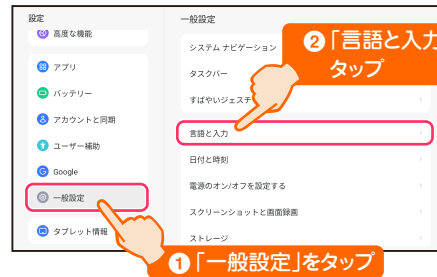 設定
高度な機能
アプリ
バッテリー
アカウントと同期
ユーザー補助
Google
一般設定
タブレット情報
一般設定
システム ナビゲーション
タスクバー
すばやいジェスチ
言語と入力
日付と時刻
電源のオン/オフを設定する
スクリーンショットと画面録画
ストレージ
2「言語と入力
タップ
1「一般設定」をタップ